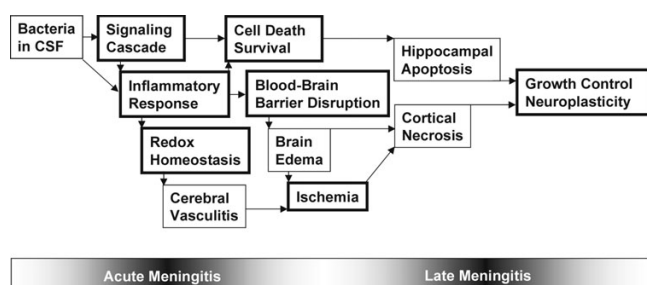 Bacteria
in CSF
Signaling
Cascade
Cell Death
Survival
Hippocampal
Apoptosis
Growth Control
Neuroplasticity
Inflammatory
Response
Blood-Brain
Barrier Disruption
Cortical
Necrosis
Redox
Homeostasis
Brain
Edema
Cerebral
Vasculitis
Ischemia
Acute Meningitis
Late Meningitis